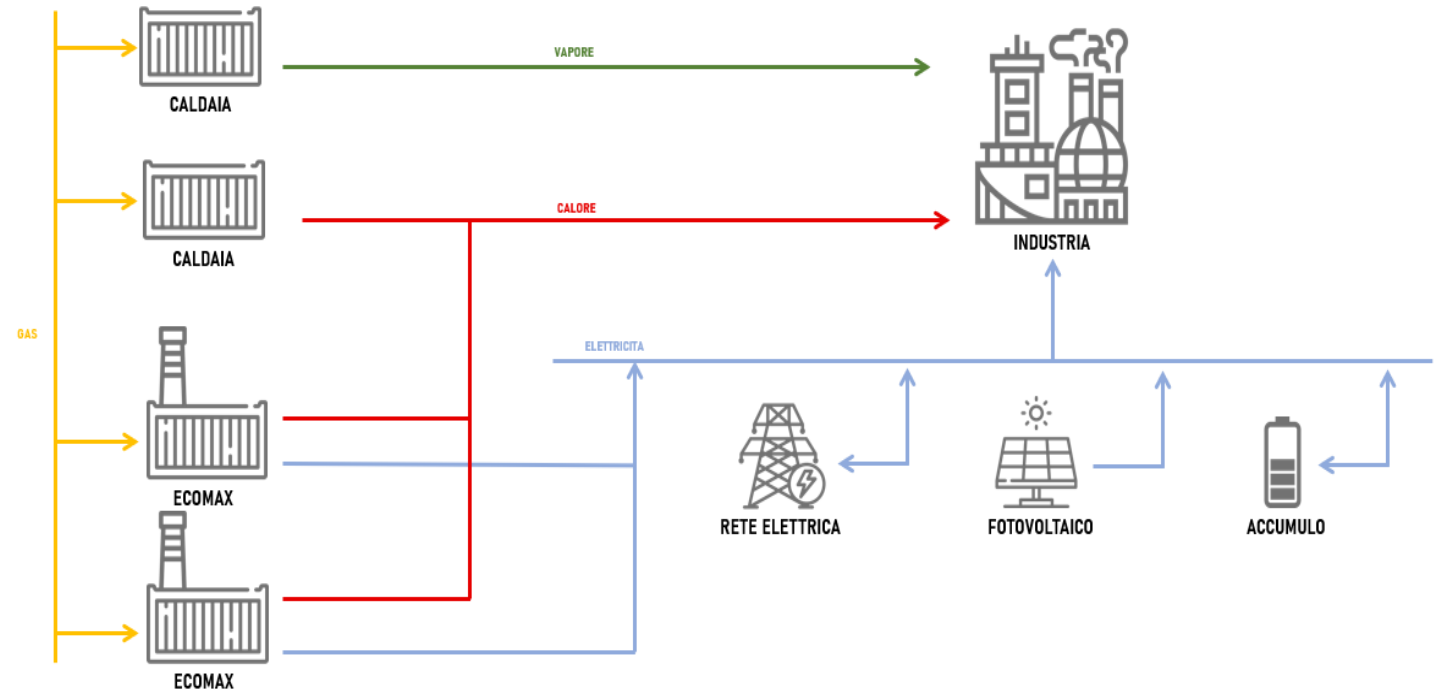 VAPORE
CALDAIA
CALORE
INDUSTRIA
CALDAIA
GAS
ELETTRICITA
ECOMAX
RETE ELETTRICA
FOTOVOLTAICO
ACCUMULO
ECOMAX